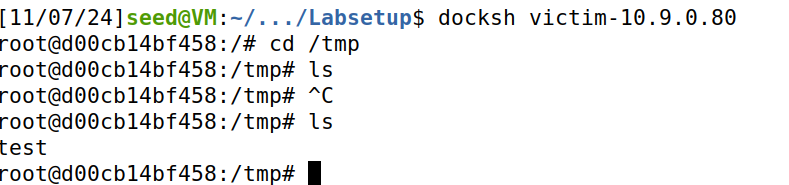 [11/07/24]seed@VM:~/.../Labsetup$ docksh victim-10.9.0.80
root@d00cb14bf458:/# cd /tmp
root@d00cb14bf458:/tmp# ls
root@d00cb14bf458:/tmp# ^C
root@d00cb14bf458:/tmp# ls
test
root@d00cb14bf458:/tmp#